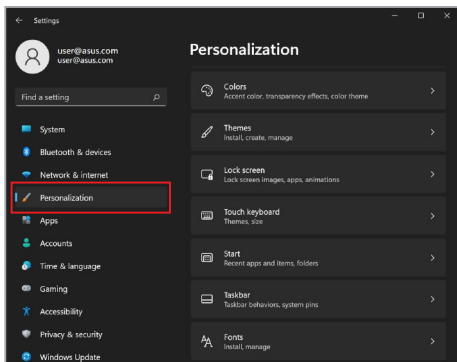 Settings
user@asus.com
user@asus.com
Find a setting
System
Bluetooth & devices
Network & internet
Personalization
Apps
Accounts
Time & language
Gaming
Accessibility
Privacy & security
Windows Update
Personalization
Colors
Accent color, transparency effects, color theme
Themes
Install, create, manage
Lock screen
Lock screen images, apps, animations
Touch keyboard
Themes, size
Start
Recent apps and items, folders
Taskbar
Taskbar behaviors, system pins
Fonts
Install, manage